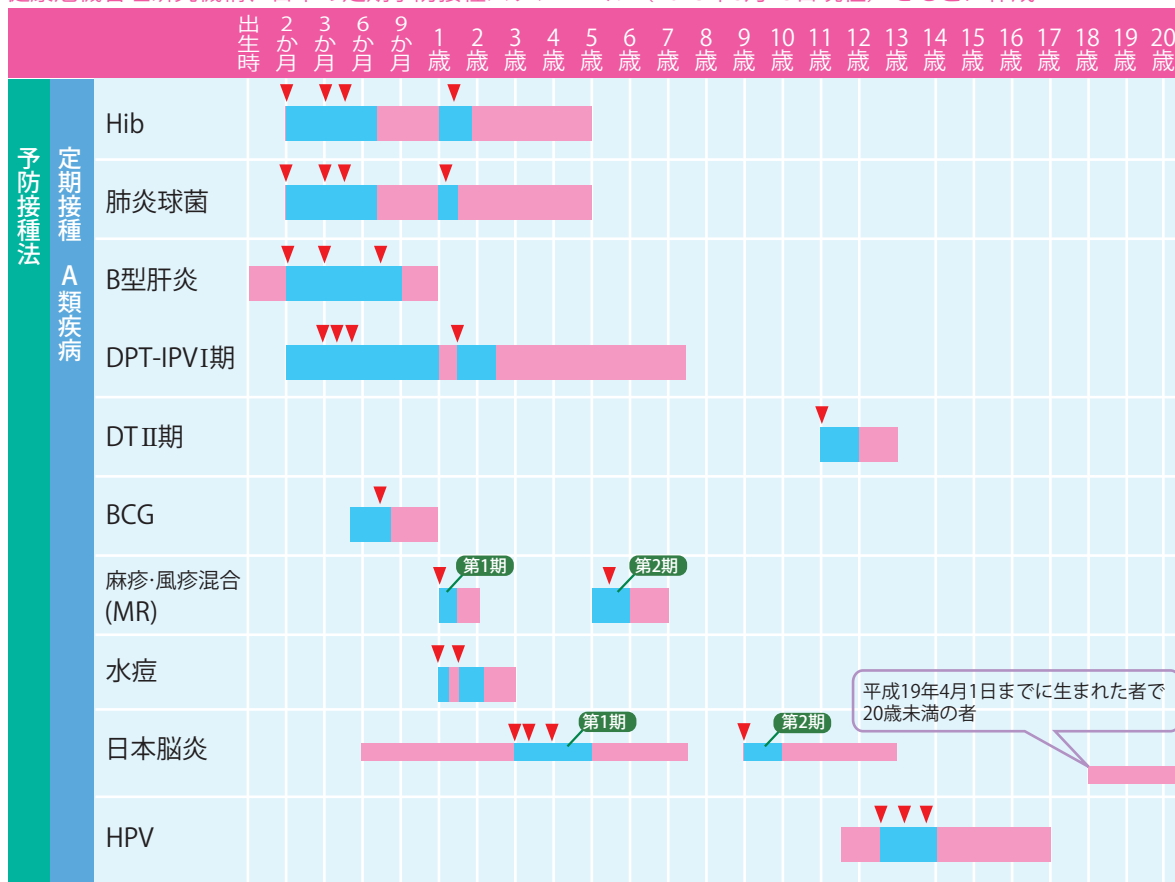 出生時 2か月 3か月 6か月 9か月 1歳 2歳 3歳 4歳 5歳 6歳 7歳 8歳 9歳 10歳 11歳 12歳 13歳 14歳 15歳 16歳 17歳 18歳 19歳 20歳
予防接種法
定期接種 A類疾病
Hib
肺炎球菌
B型肝炎
DPT-IPVⅠ期
DTⅡ期
BCG
麻疹·風疹混合
(MR)
第1期
第2期
水痘
平成19年4月1日までに生まれた者で
20歳未満の者
日本脳炎
第1期
第2期
HPV